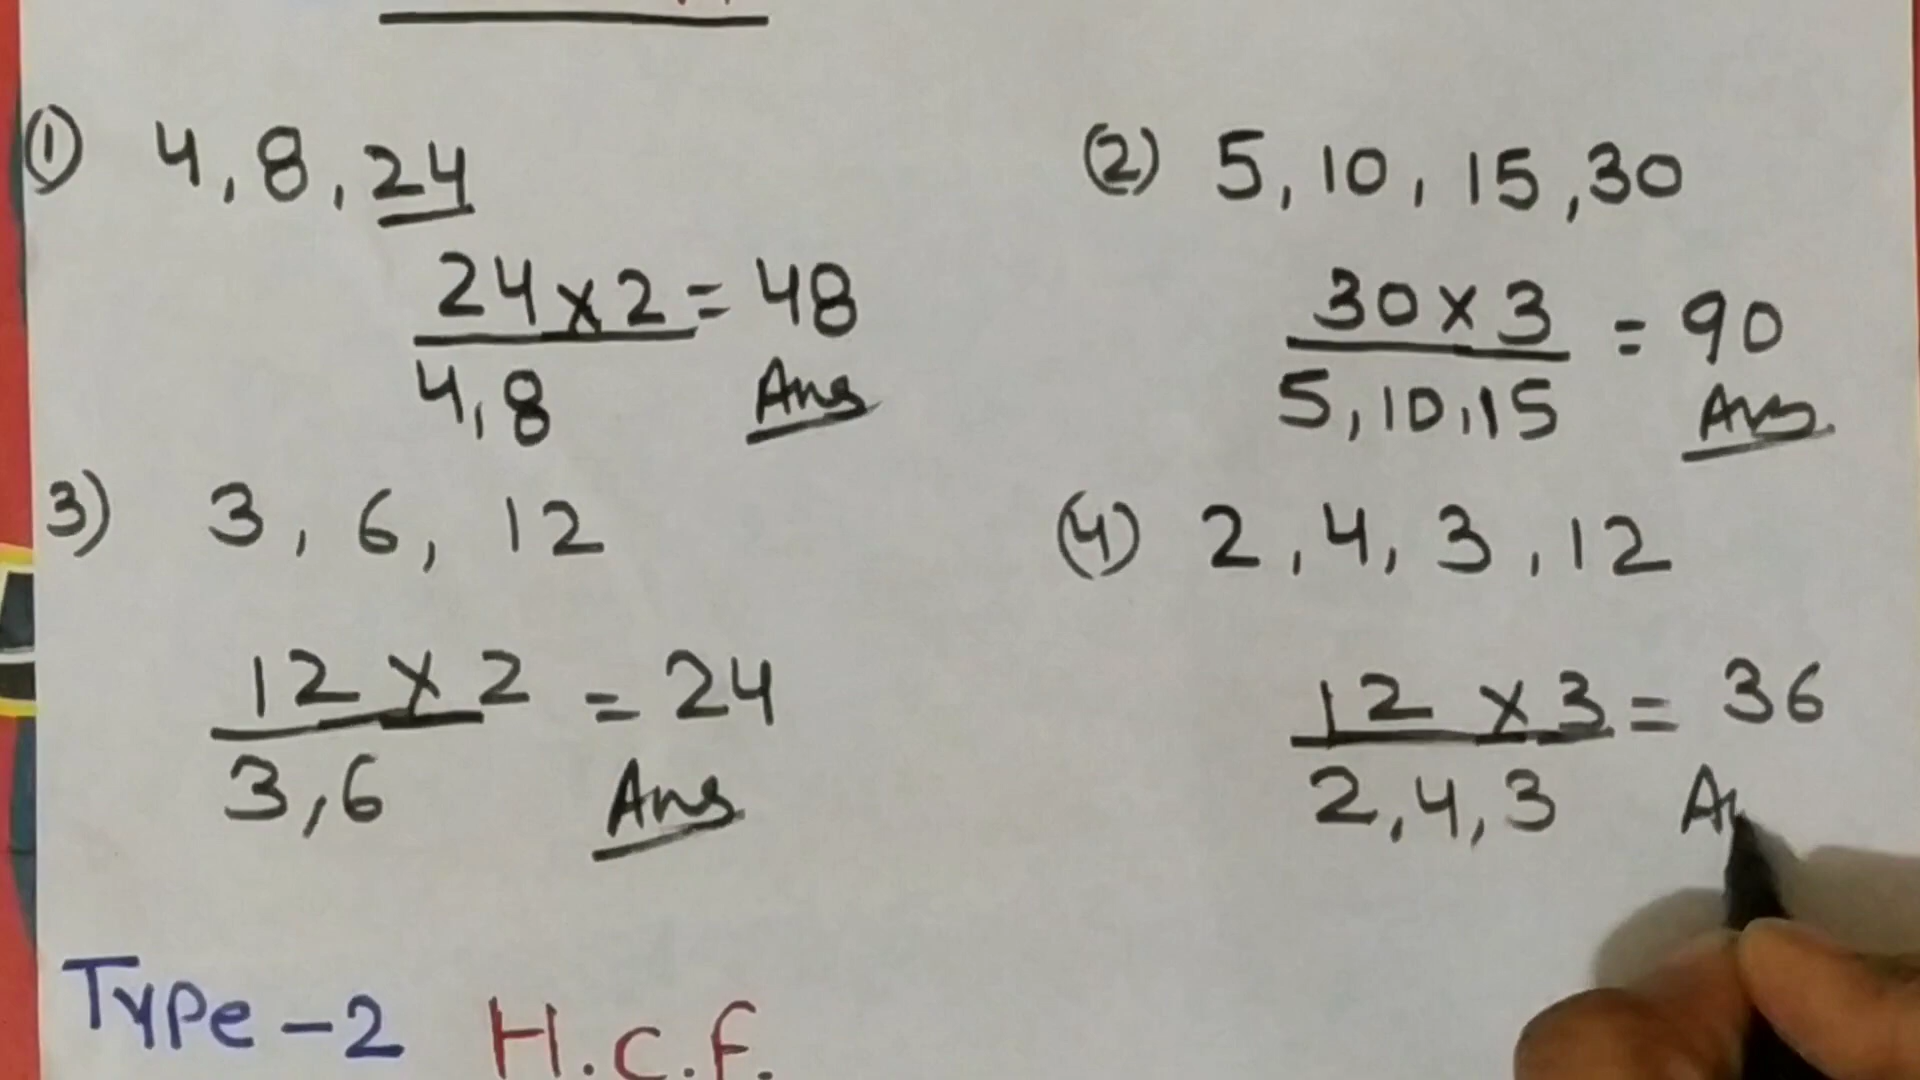 (1) 4, 8, 24
24 x 2 = 48
4, 8 Ans
(2) 5, 10, 15, 30
30 x 3 = 90
5, 10, 15 Ans.
3) 3, 6, 12
12 x 2 = 24
3, 6 Ans
(4) 2, 4, 3, 12
12 x 3 = 36
2, 4, 3 A
Type - 2 H.C.F.